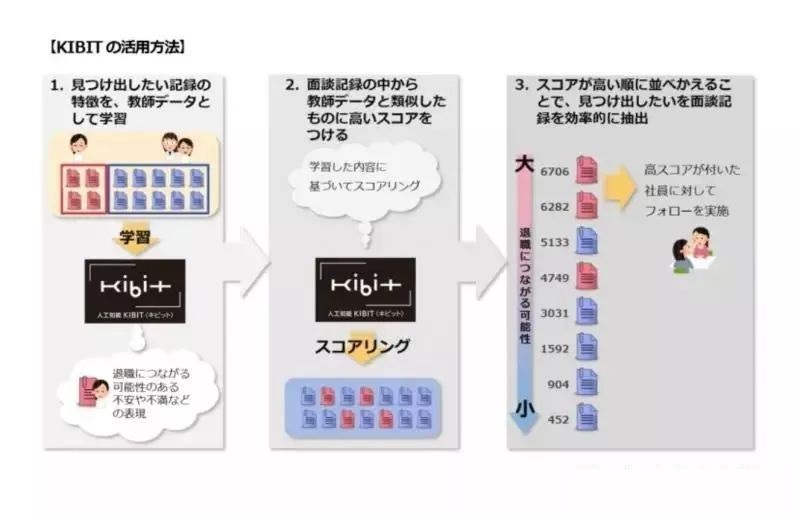 【KIBIT の活用方法】
1. 見つけ出したい記録の
特徴を、教師データと
して学習
学習
KIBIT
人工知能 KIBIT（キビット）
退職につながる
可能性のある
不安や不満など
の表現
2. 面談記録の中から
教師データと類似した
ものに高いスコアを
つける
学習した内容に
基づいてスコアリング
KIBIT
人工知能 KIBIT（キビット）
スコアリング
3. スコアが高い順に並べかえるこ
とで、見つけ出したいを面談記
録を効率的に抽出
大
退職につながる可能性
小
6706
6282
5133
4749
3031
1592
904
452
高スコアが付いた
社員に対して
フォローを実施